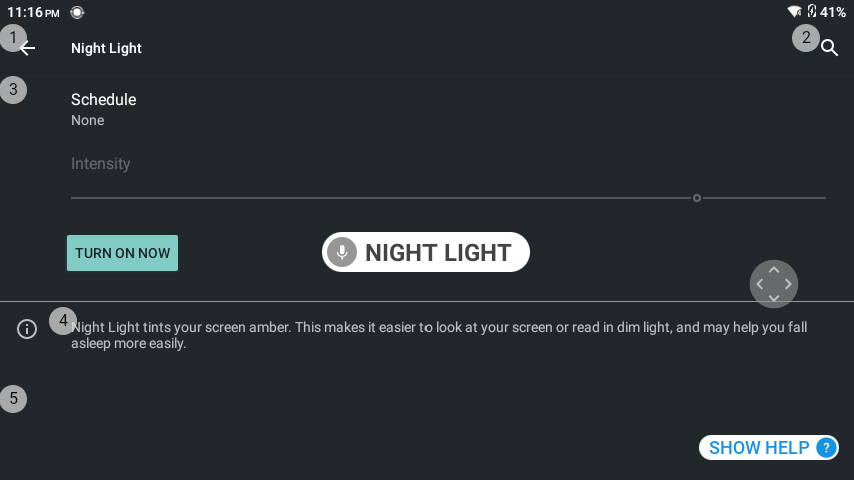 11:16 PM
41%
1
Night Light
2
3
Schedule
None
Intensity
TURN ON NOW
NIGHT LIGHT
4
Night Light tints your screen amber. This makes it easier to look at your screen or read in dim light, and may help you fall
asleep more easily.
5
SHOW HELP ?